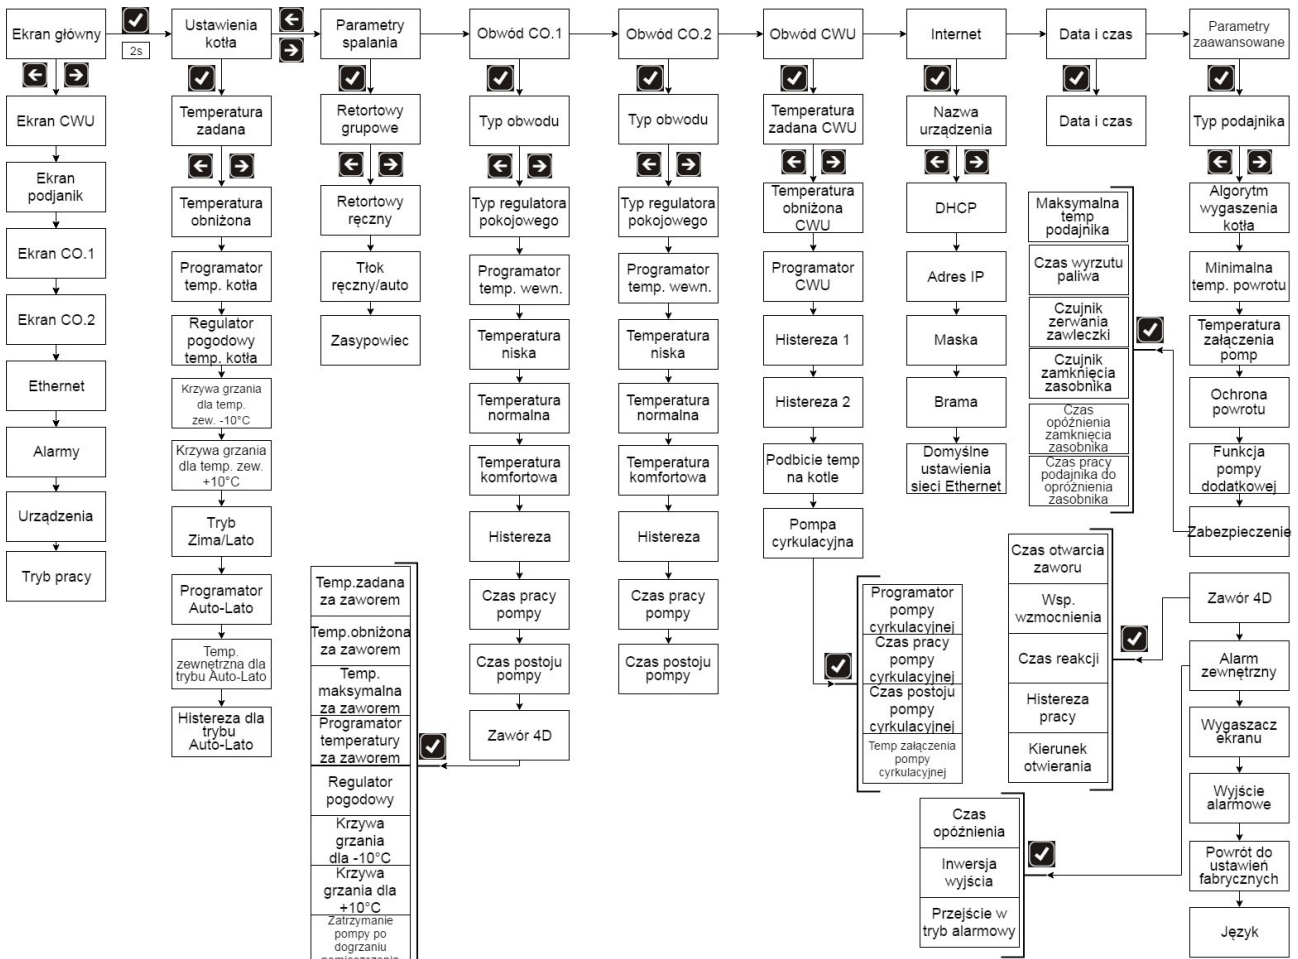 Ekran główny
2s
Ustawienia
kotła
Parametry
spalania
Obwód CO.1
Obwód CO.2
Obwód CWU
Internet
Data i czas
Parametry
zaawansowane
Ekran CWU
Ekran
podjanik
Ekran CO.1
Ekran CO.2
Ethernet
Alarmy
Urządzenia
Tryb pracy
Temperatura
zadana
Temperatura
obniżona
Programator
temp. kotła
Regulator
pogodowy
temp. kotła
Krzywa grzania
dla temp.
zew. -10°C
Krzywa grzania
dla temp. zew.
+10°C
Tryb
Zima/Lato
Programator
Auto-Lato
Temp.
zewnętrzna dla
trybu Auto-Lato
Histereza dla
trybu
Auto-Lato
Retortowy
grupowe
Retortowy
ręczny
Tłok
ręczny/auto
Zasypowiec
Typ obwodu
Typ regulatora
pokojowego
Programator
temp. wewn.
Temperatura
niska
Temperatura
normalna
Temperatura
komfortowa
Histereza
Czas pracy
pompy
Czas postoju
pompy
Zawór 4D
Temp.zadana
za zaworem
Temp.obniżona
za zaworem
Temp.
maksymalna
za zaworem
Programator
temperatury
za zaworem
Regulator
pogodowy
Krzywa
grzania
dla -10°C
Krzywa
grzania dla
+10°C
Zatrzymanie
pompy po
dogrzaniu
Typ obwodu
Typ regulatora
pokojowego
Programator
temp. wewn.
Temperatura
niska
Temperatura
normalna
Temperatura
komfortowa
Histereza
Czas pracy
pompy
Czas postoju
pompy
Temperatura
zadana CWU
Temperatura
obniżona
CWU
Programator
CWU
Histereza 1
Histereza 2
Podbicie temp
na kotle
Pompa
cyrkulacyjna
Programator
pompy
cyrkulacyjnej
Czas pracy
pompy
cyrkulacyjnej
Czas postoju
pompy
cyrkulacyjnej
Temp załączenia
pompy
cyrkulacyjnej
Nazwa
urządzenia
DHCP
Adres IP
Maska
Brama
Domyślne
ustawienia
sieci Ethernet
Data i czas
Typ podajnika
Algorytm
wygaszenia
kotła
Minimalna
temp. powrotu
Temperatura
załączenia
pomp
Ochrona
powrotu
Funkcja
pompy
dodatkowej
Zabezpieczenie
Zawór 4D
Alarm
zewnętrzny
Wygaszacz
ekranu
Wyjście
alarmowe
Powrót do
ustawień
fabrycznych
Język
Maksymalna
temp
podajnika
Czas wyrzutu
paliwa
Czujnik
zerwania
zawleczki
Czujnik
zamknięcia
zasobnika
Czas
opóźnienia
zamknięcia
zasobnika
Czas pracy
podajnika do
opróżnienia
zasobnika
Czas otwarcia
zaworu
Wsp.
wzmocnienia
Czas reakcji
Histereza
pracy
Kierunek
otwierania
Czas
opóźnienia
Inwersja
wyjścia
Przejście w
tryb alarmowy